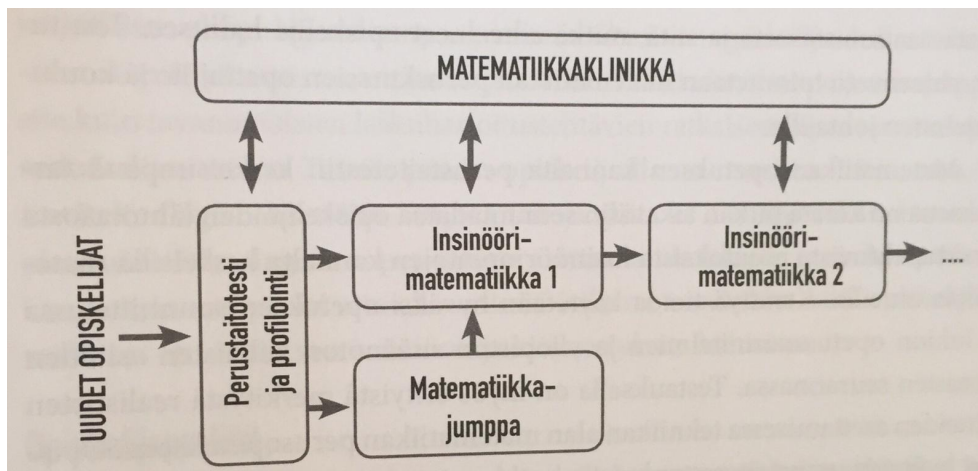 MATEMATIIKKAKLINIKKA
UUDET OPISKELIJAT
Perustaitotesti
ja profilointi
Insinööri-
matematiikka 1
Insinööri-
matematiikka 2
.....
Matematiikka-
jumppa